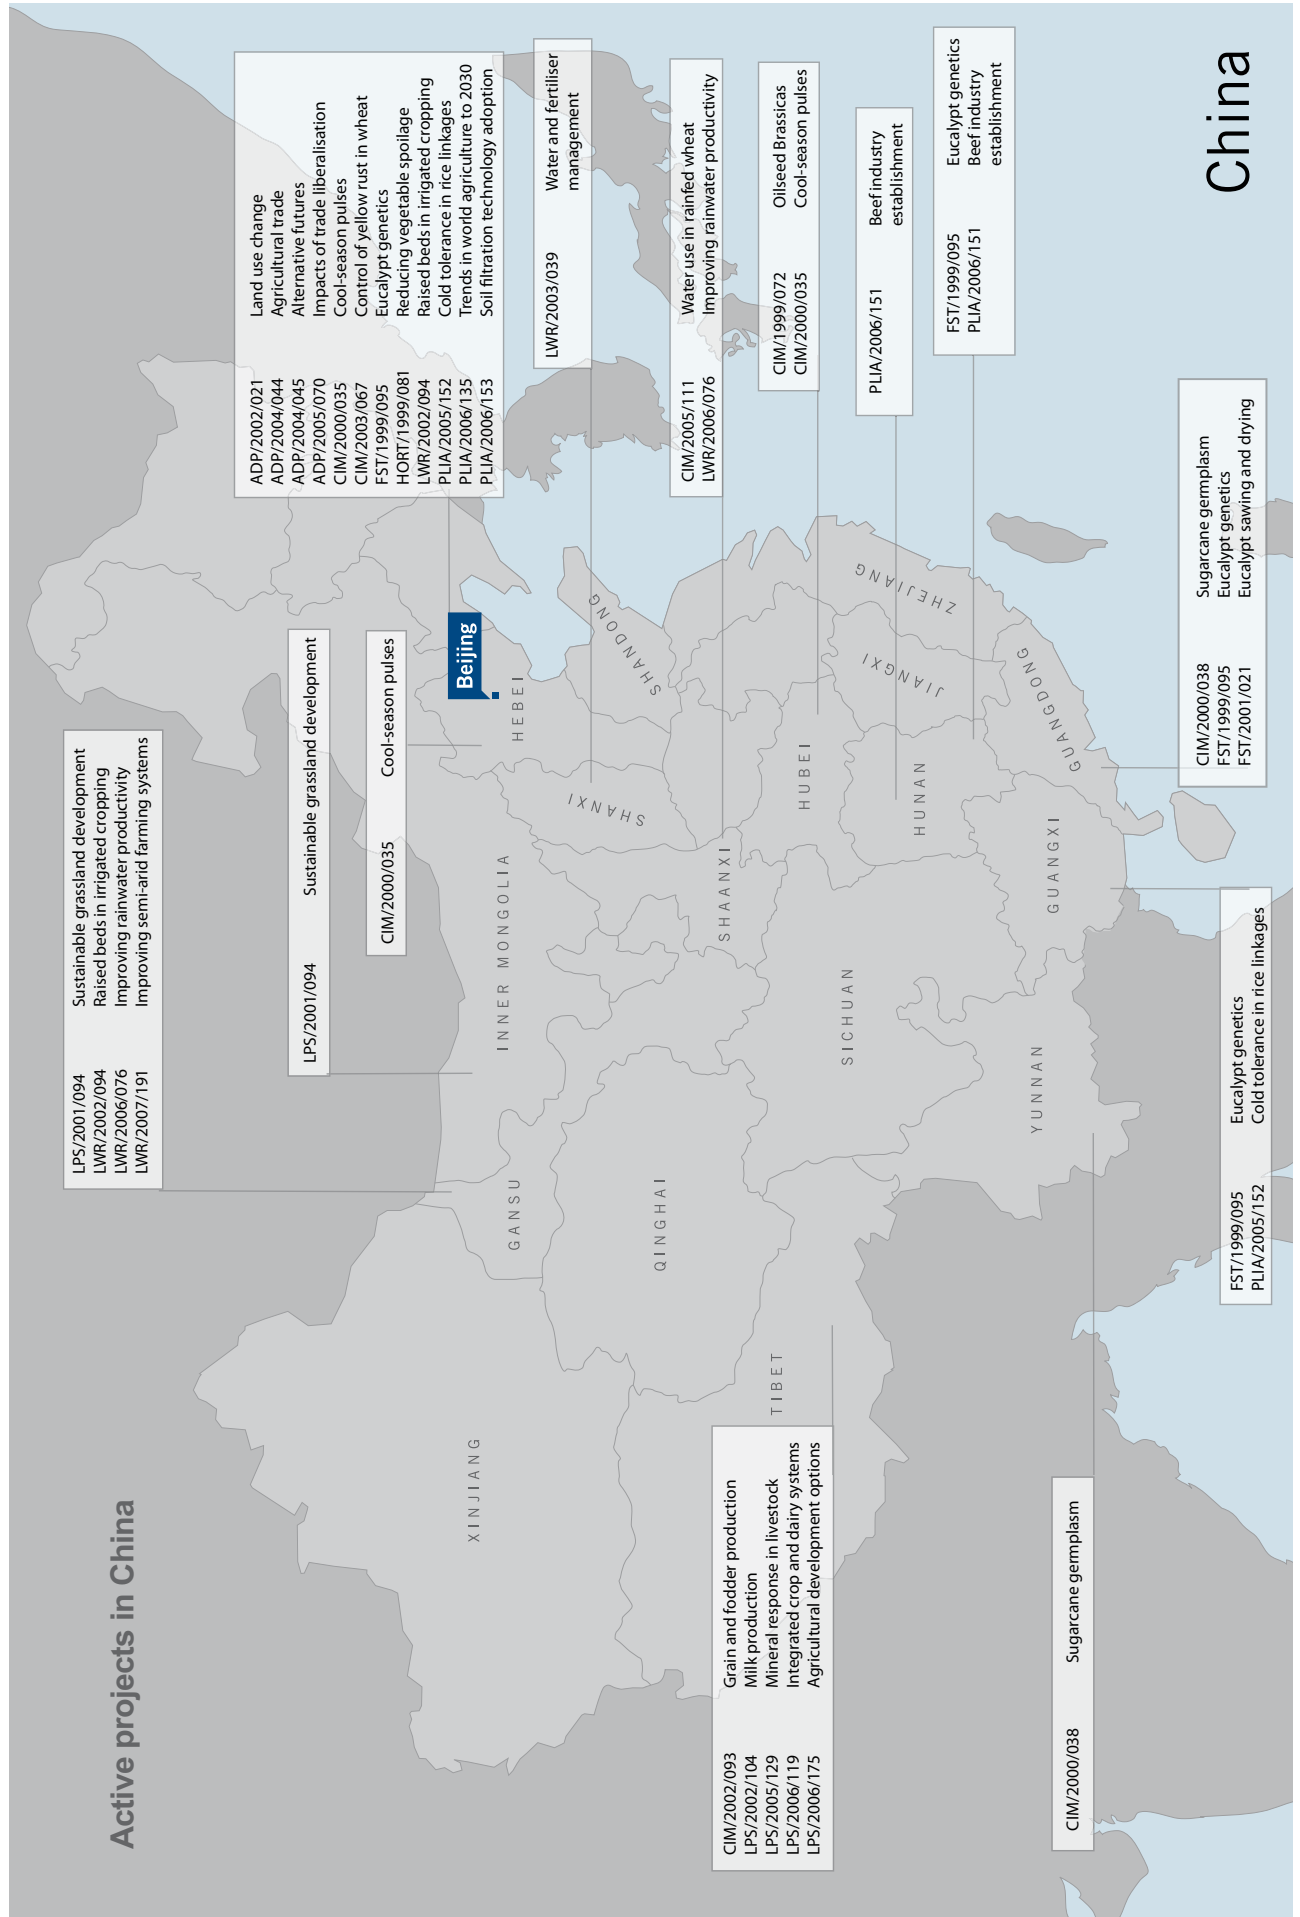 Active projects in China
LPS/2001/094 Sustainable grassland development
LWR/2002/094 Raised beds in irrigated cropping
LWR/2006/076 Improving rainwater productivity
LWR/2007/191 Improving semi-arid farming systems
ADP/2002/021 Land use change
ADP/2004/044 Agricultural trade
ADP/2004/045 Alternative futures
ADP/2005/070 Impacts of trade liberalisation
CIM/2000/035 Cool-season pulses
CIM/2003/067 Control of yellow rust in wheat
FST/1999/095 Eucalypt genetics
HORT/1999/081 Reducing vegetable spoilage
LWR/2002/094 Raised beds in irrigated cropping
PLIA/2005/152 Cold tolerance in rice linkages
PLIA/2006/135 Trends in world agriculture to 2030
PLIA/2006/153 Soil filtration technology adoption
LPS/2001/094 Sustainable grassland development
CIM/2000/035 Cool-season pulses
Beijing
XINJIANG
GANSU
INNER MONGOLIA
HEBEI
LWR/2003/039 Water and fertiliser
management
SHANXI
SHANDONG
QINGHAI
CIM/2005/111 Water use in rainfed wheat
LWR/2006/076 Improving rainwater productivity
SHAANXI
CIM/2002/093 Grain and fodder production
LPS/2002/104 Milk production
LPS/2005/129 Mineral response in livestock
LPS/2006/119 Integrated crop and dairy systems
LPS/2006/175 Agricultural development options
TIBET
CIM/1999/072 Oilseed Brassicas
CIM/2000/035 Cool-season pulses
HUBEI
SICHUAN
PLIA/2006/151 Beef industry
establishment
ZHEJIANG
JIANGXI
HUNAN
FST/1999/095 Eucalypt genetics
PLIA/2006/151 Beef industry
establishment
YUNNAN
GUANGXI
GUANGDONG
CIM/2000/038 Sugarcane germplasm
CIM/2000/038 Sugarcane germplasm
FST/1999/095 Eucalypt genetics
FST/2001/021 Eucalypt sawing and drying
FST/1999/095 Eucalypt genetics
PLIA/2005/152 Cold tolerance in rice linkages
China